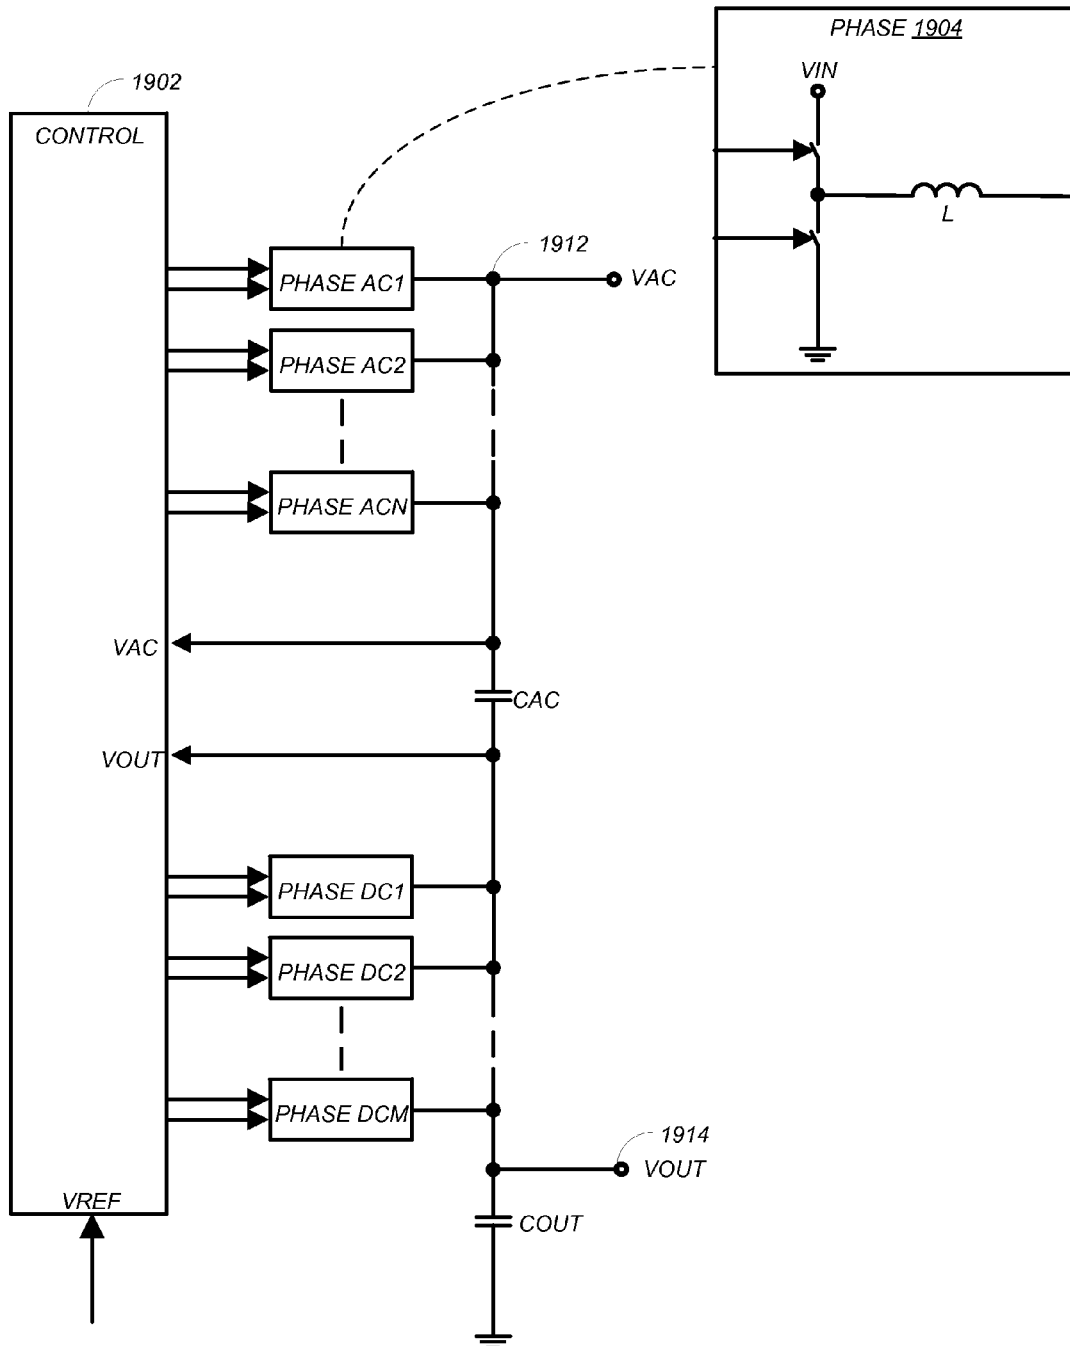 PHASE 1904
VIN
L
1902
CONTROL
1912
PHASE AC1
VAC
PHASE AC2
PHASE ACN
VAC
CAC
VOUT
PHASE DC1
PHASE DC2
PHASE DCM
1914
VOUT
VREF
COUT